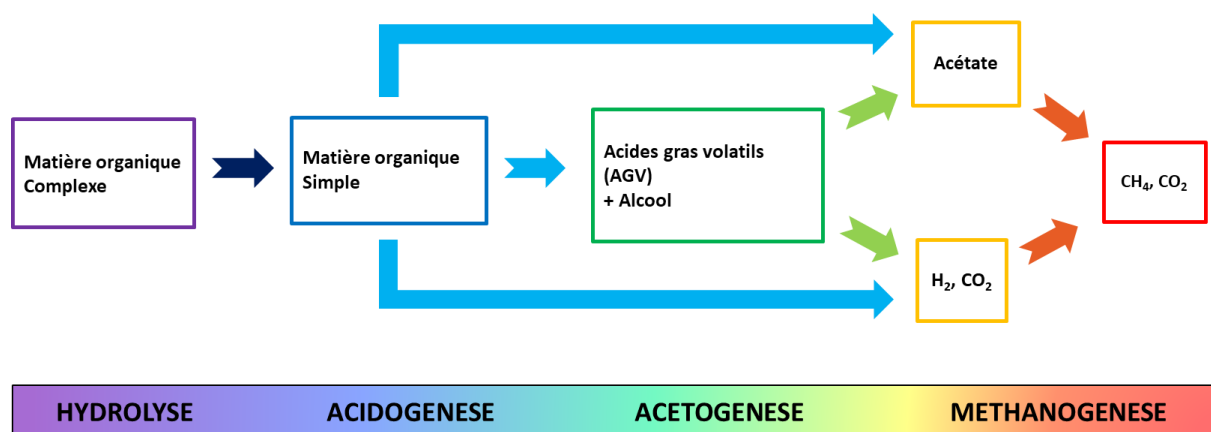 Acétate
Matière organique
Complexe
Matière organique
Simple
Acides gras volatils
(AGV)
+ Alcool
CH₄, CO₂
H₂, CO₂
HYDROLYSE
ACIDOGENESE
ACETOGENESE
METHANOGENESE